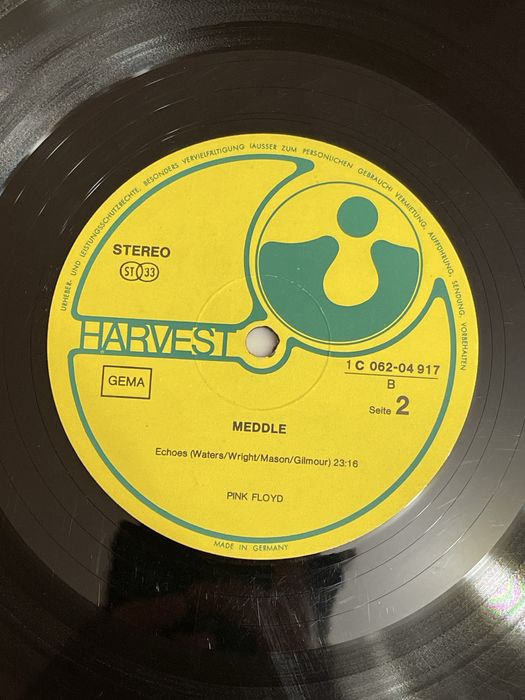 URHEBER- UND LEISTUNGSSCHUTZRECHTE, BESONDERS VERVIELFÄLTIGUNG (AUSSER ZUM PERSÖNLICHEN GEBRAUCH) VERMIETUNG, AUFFÜHRUNG, SENDUNG, VORBEHALTEN
STEREO
ST 33
HARVEST
GEMA
1 C 062-04 917
B
Seite 2
MEDDLE
Echoes (Waters/Wright/Mason/Gilmour) 23:16
PINK FLOYD
MADE IN GERMANY